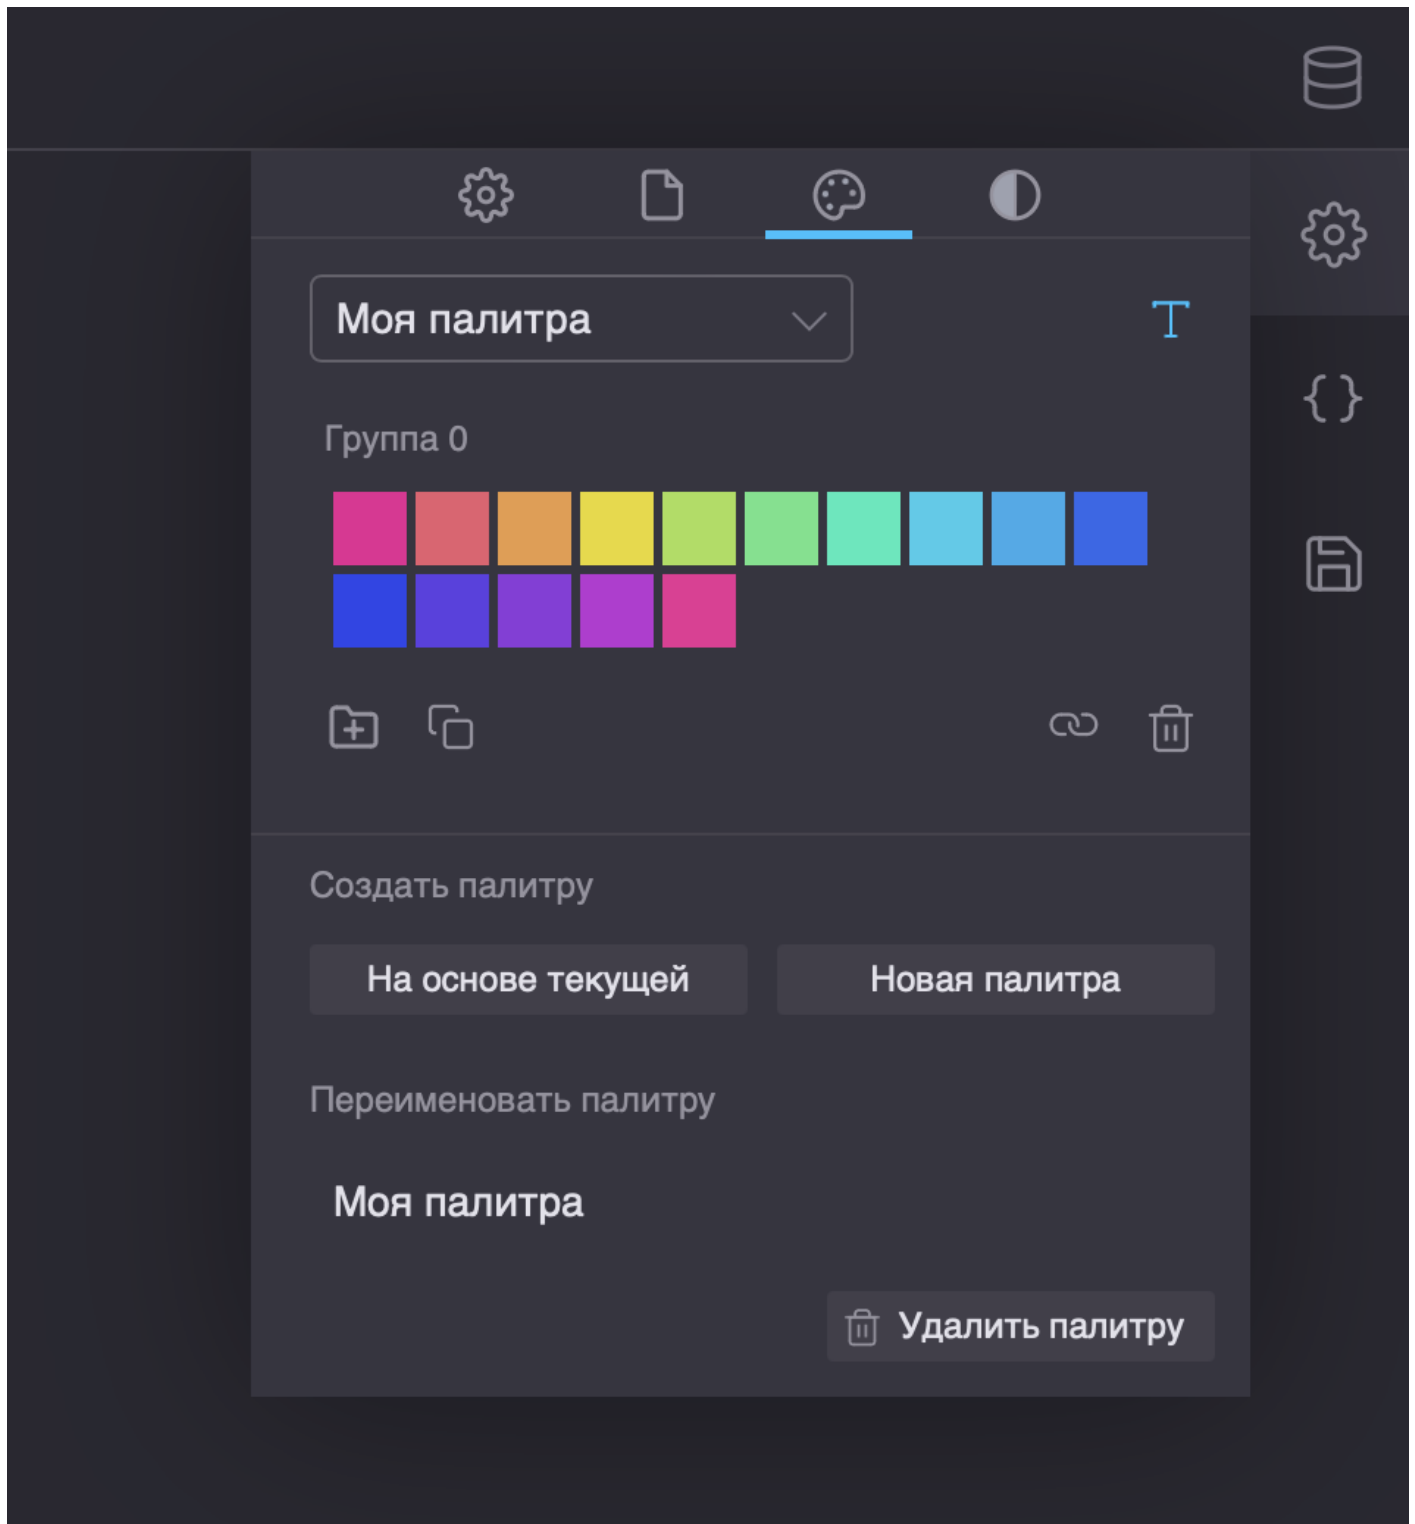 Моя палитра
Группа 0
Создать палитру
На основе текущей
Новая палитра
Переименовать палитру
Моя палитра
Удалить палитру